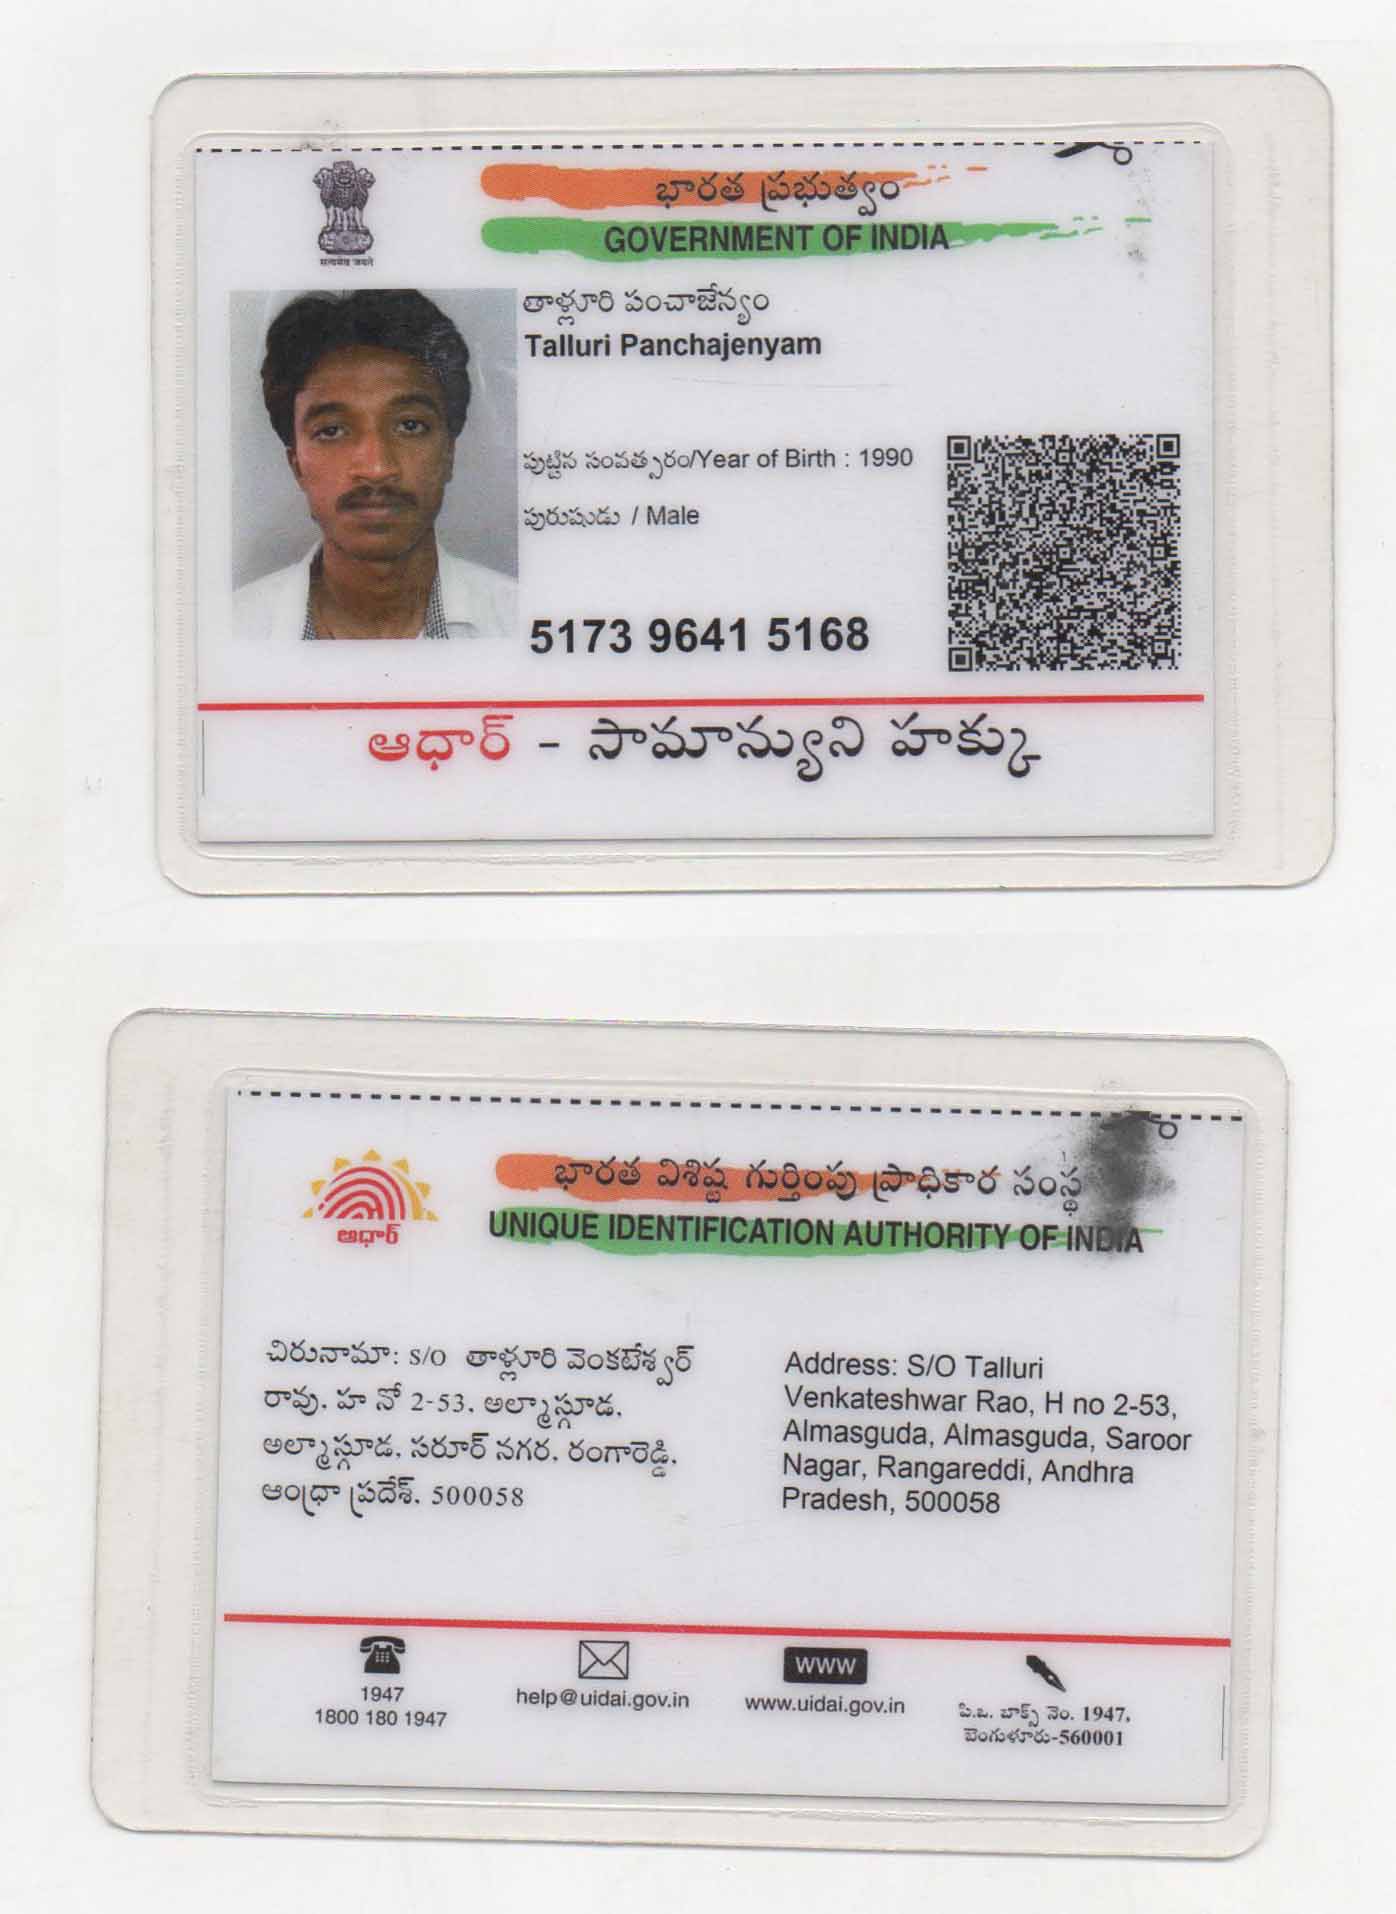 భారత ప్రభుత్వం
GOVERNMENT OF INDIA
सत्यमेव जयते
తాళ్లూరి పంచాజేన్యం
Talluri Panchajenyam
పుట్టిన సంవత్సరం/Year of Birth : 1990
పురుషుడు / Male
5173 9641 5168
ఆధార్ - సామాన్యుని హక్కు
భారత విశిష్ట గుర్తింపు ప్రాధికార సంస్థ
UNIQUE IDENTIFICATION AUTHORITY OF INDIA
ఆధార్
చిరునామా: S/O తాళ్లూరి వెంకటేశ్వర్
రావు, హ నో 2-53, అల్మాస్గూడ,
అల్మాస్గూడ, సరూర్ నగర, రంగారెడ్డి,
ఆంధ్రా ప్రదేశ్, 500058
Address: S/O Talluri
Venkateshwar Rao, H no 2-53,
Almasguda, Almasguda, Saroor
Nagar, Rangareddi, Andhra
Pradesh, 500058
1947
1800 180 1947
help@uidai.gov.in
www
www.uidai.gov.in
పి.ఒ. బాక్స్ నెం. 1947,
బెంగుళూరు-560001